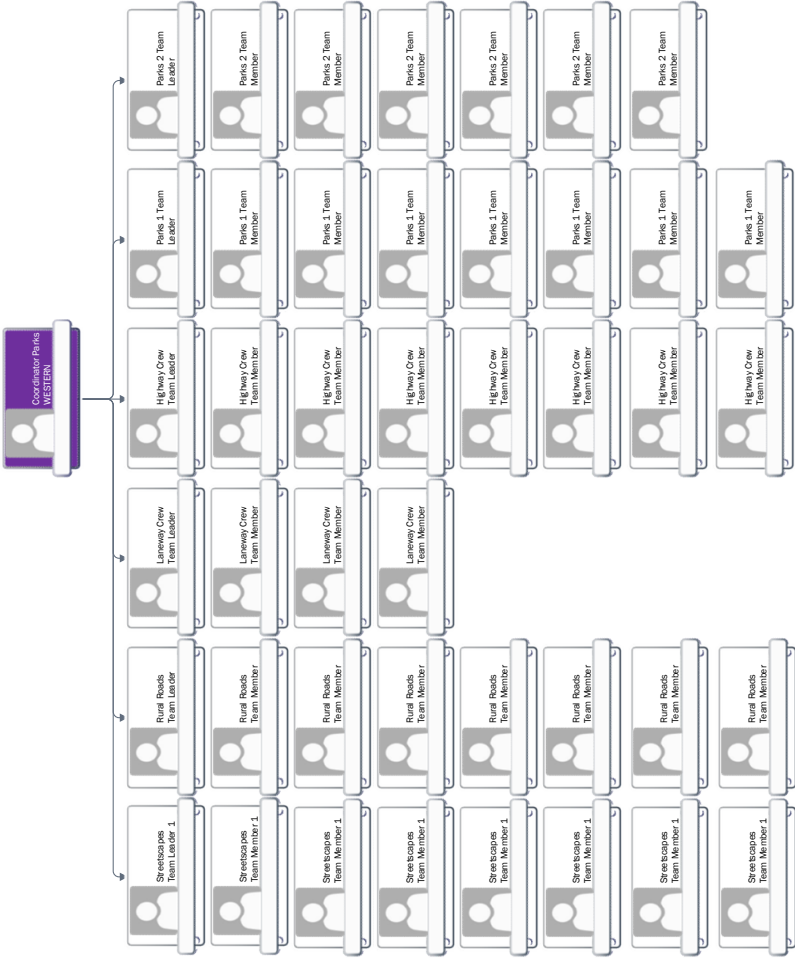 Coordinator Parks
WESTERN
Streetscapes
Team Leader 1
Streetscapes
Team Member 1
Streetscapes
Team Member 1
Streetscapes
Team Member 1
Streetscapes
Team Member 1
Streetscapes
Team Member 1
Streetscapes
Team Member 1
Streetscapes
Team Member 1
Rural Roads
Team Leader
Rural Roads
Team Member
Rural Roads
Team Member
Rural Roads
Team Member
Rural Roads
Team Member
Rural Roads
Team Member
Rural Roads
Team Member
Rural Roads
Team Member
Laneway Crew
Team Leader
Laneway Crew
Team Member
Laneway Crew
Team Member
Laneway Crew
Team Member
Highway Crew
Team Leader
Highway Crew
Team Member
Highway Crew
Team Member
Highway Crew
Team Member
Highway Crew
Team Member
Highway Crew
Team Member
Highway Crew
Team Member
Highway Crew
Team Member
Parks 1 Team
Leader
Parks 1 Team
Member
Parks 1 Team
Member
Parks 1 Team
Member
Parks 1 Team
Member
Parks 1 Team
Member
Parks 1 Team
Member
Parks 1 Team
Member
Parks 2 Team
Leader
Parks 2 Team
Member
Parks 2 Team
Member
Parks 2 Team
Member
Parks 2 Team
Member
Parks 2 Team
Member
Parks 2 Team
Member